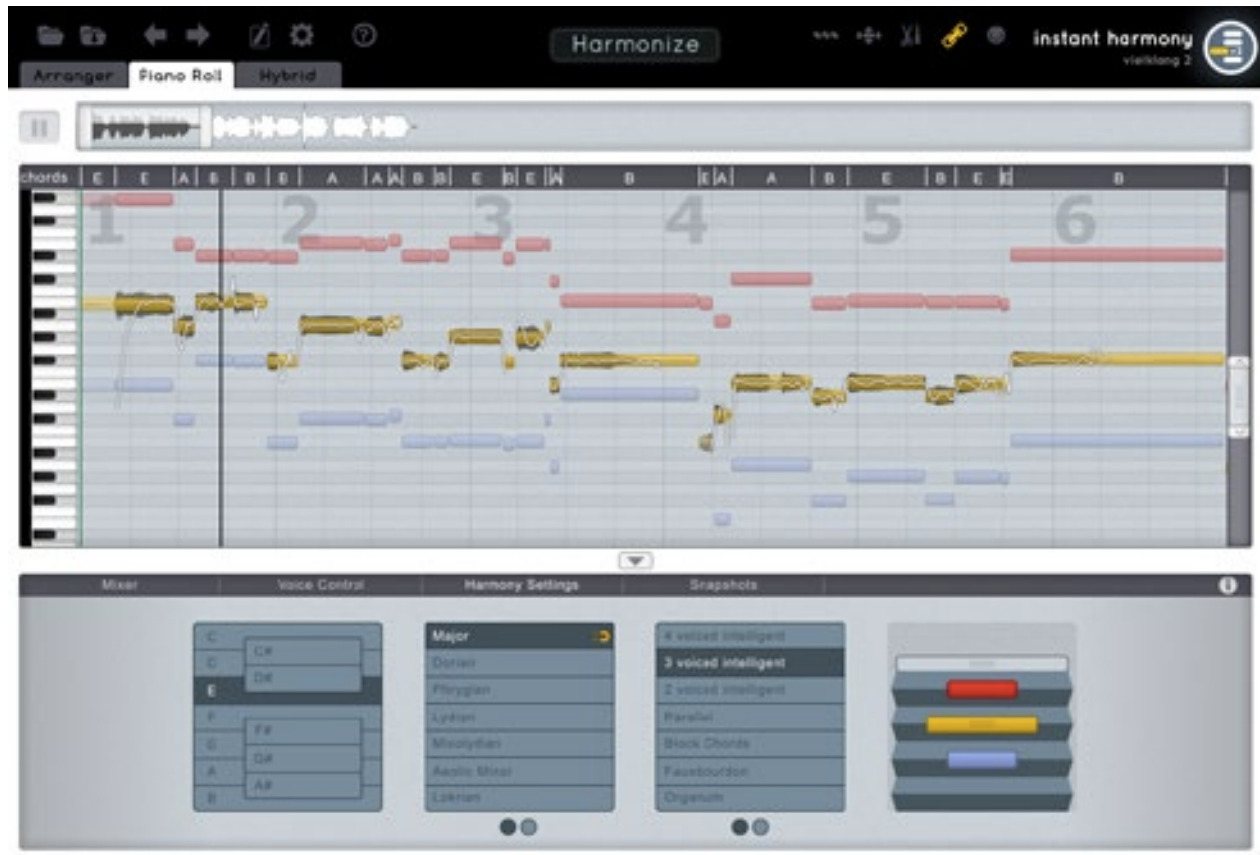 Harmonize
instant harmony
vielklang 2
Arranger Piano Roll Hybrid
chords E E A B B B A A A B B E B E A B E A A B E B E E B
1 2 3 4 5 6
Mixer Voice Control Harmony Settings Snapshots
C
C#
D
D#
E
F
F#
G
G#
A
A#
B
Major
Dorian
Phrygian
Lydian
Mixolydian
Aeolic Minor
Lokrian
4 voiced intelligent
3 voiced intelligent
2 voiced intelligent
Parallel
Block Chords
Fauxbourdon
Organum